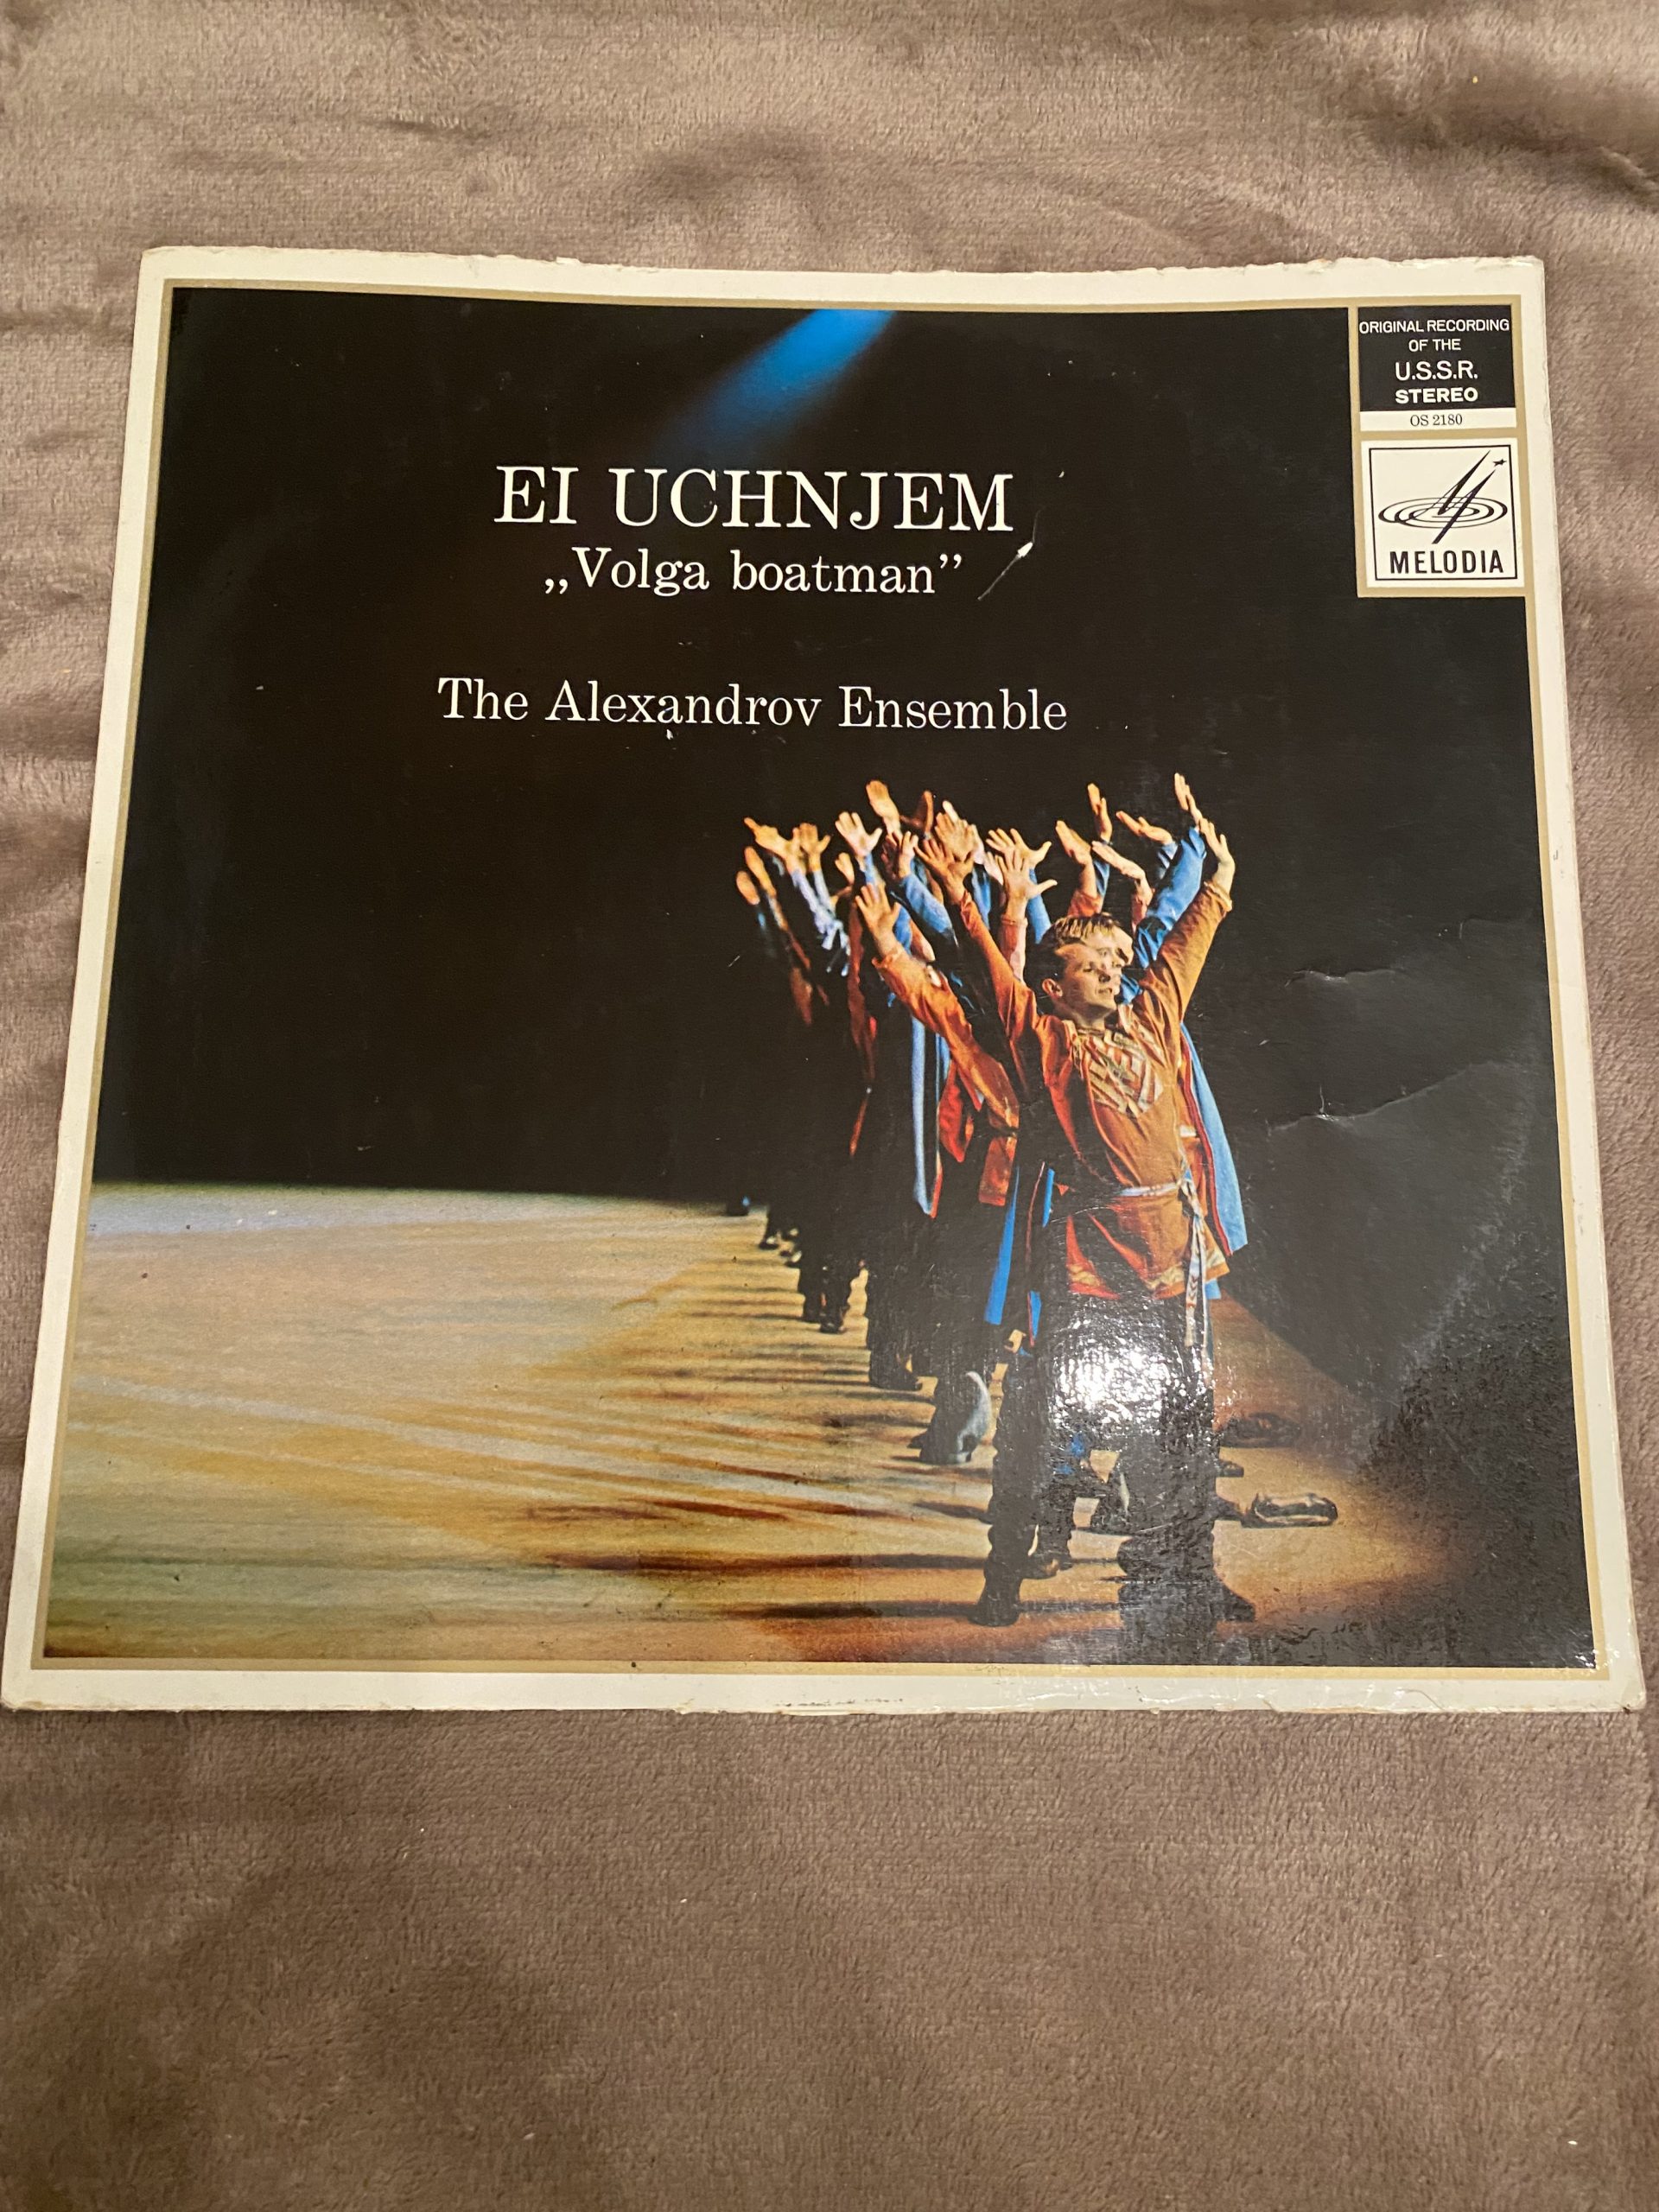 ORIGINAL RECORDING
OF THE
U.S.S.R.
STEREO
OS 2180
MELODIA
EI UCHNJEM
„Volga boatman”
The Alexandrov Ensemble